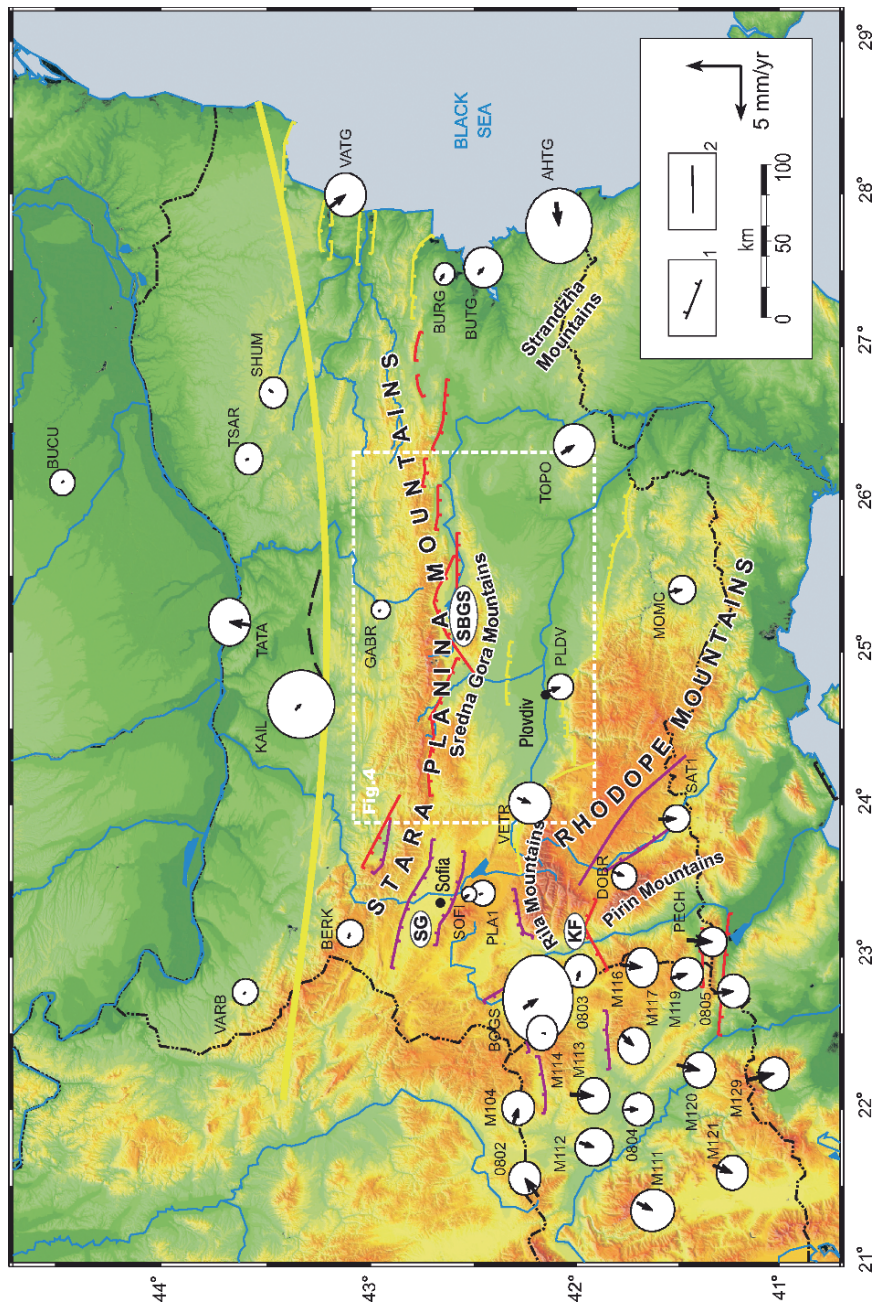 44°
43°
42°
41°
21°
22°
23°
24°
25°
26°
27°
28°
29°
BUCU
VARB
KAIL
TATA
TSAR
SHUM
BERK
GABR
VATG
Fig.4
STARA PLANINA MOUNTAINS
SG
Sofia
SOFI
PLA1
Sredna Gora Mountains
SBGS
BURG
BUTG
BLACK
SEA
AHTG
0802
M104
BOGS
M114
M113
0803
M112
0804
M111
M116
M117
M119
M120
M121
M129
0805
PECH
KF
Rila Mountains
VETR
Plovdiv
PLDV
TOPO
Strandzha
Mountains
DOBR
Pirin Mountains
SAT1
RHODOPE MOUNTAINS
MOMC
1
2
km
0
50
100
5 mm/yr